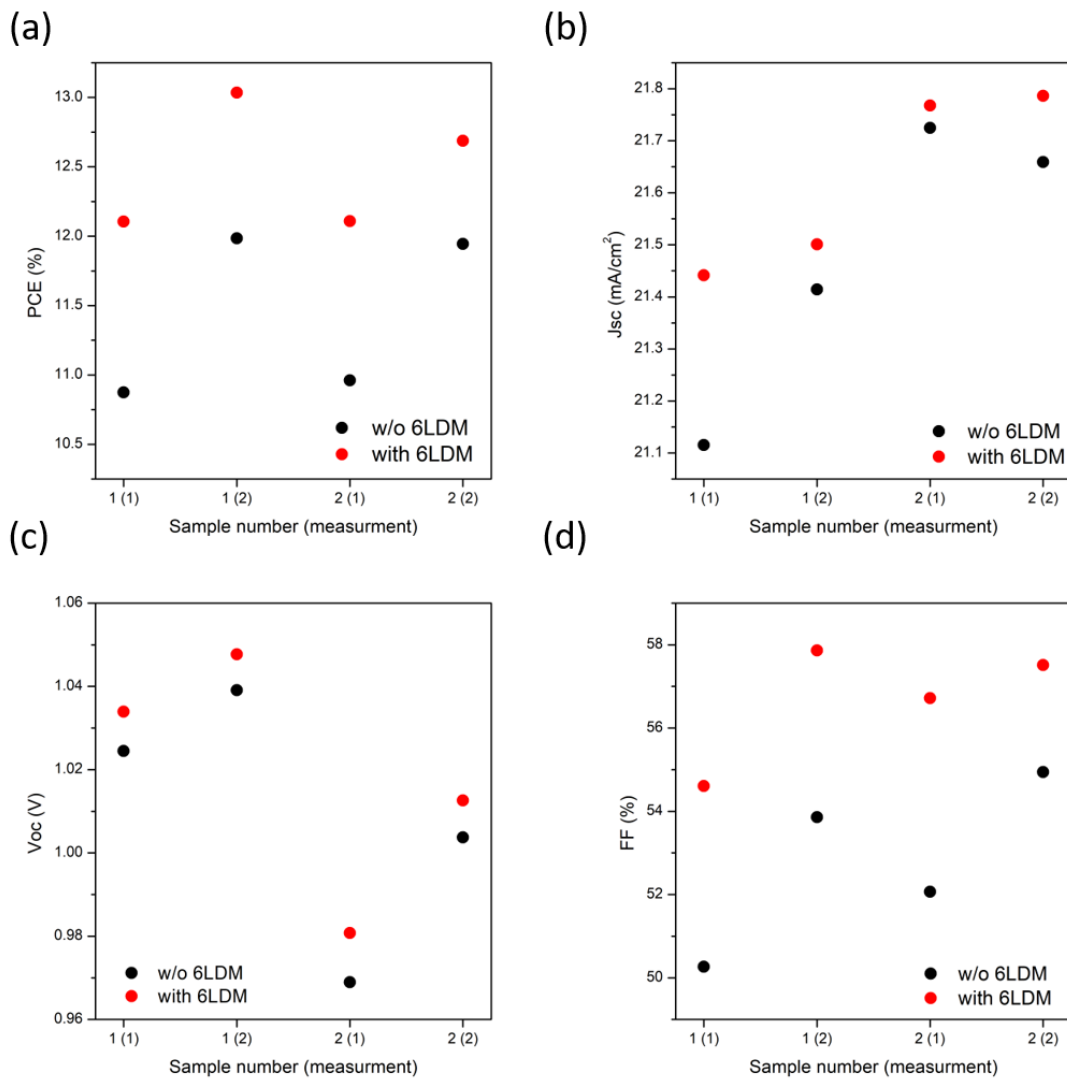 (a)
13.0
12.5
12.0
11.5
11.0
10.5
PCE (%)
w/o 6LDM
with 6LDM
1 (1) 1 (2) 2 (1) 2 (2)
Sample number (measurment)
(b)
21.8
21.7
21.6
21.5
21.4
21.3
21.2
21.1
Jsc (mA/cm²)
w/o 6LDM
with 6LDM
1 (1) 1 (2) 2 (1) 2 (2)
Sample number (measurment)
(c)
1.06
1.04
1.02
1.00
0.98
0.96
Voc (V)
w/o 6LDM
with 6LDM
1 (1) 1 (2) 2 (1) 2 (2)
Sample number (measurment)
(d)
58
56
54
52
50
FF (%)
w/o 6LDM
with 6LDM
1 (1) 1 (2) 2 (1) 2 (2)
Sample number (measurment)